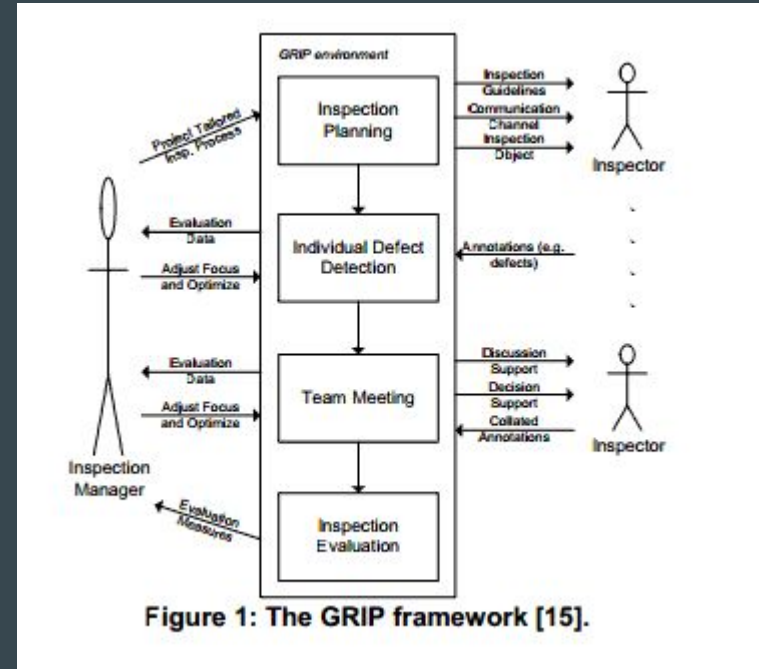 GRIP environment
Inspection
Planning
Project Tailored
Insp. Process
Inspection
Guidelines
Communication
Channel
Inspection
Object
Inspector
Evaluation
Data
Adjust Focus
and Optimize
Individual Defect
Detection
Annotations (e.g.
defects)
Evaluation
Data
Adjust Focus
and Optimize
Team Meeting
Discussion
Support
Decision
Support
Collated
Annotations
Inspector
Inspection
Manager
Evaluation
Measures
Inspection
Evaluation
Figure 1: The GRIP framework [15].